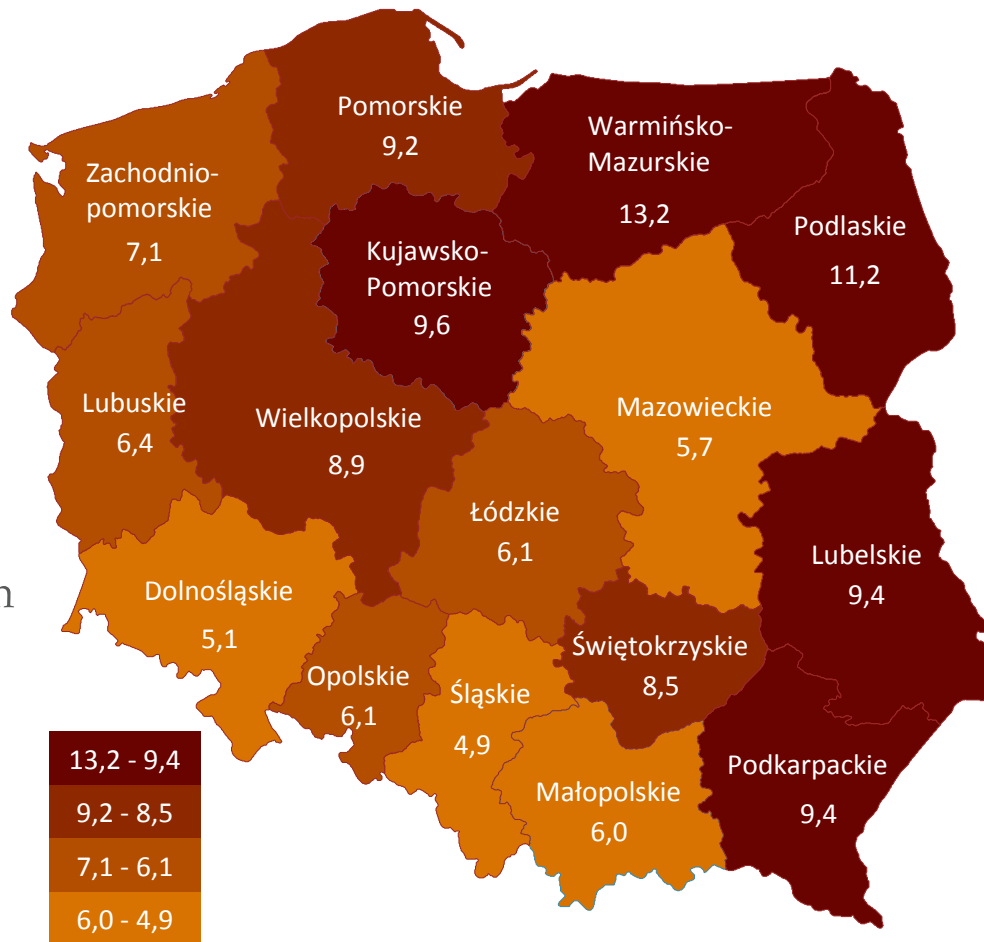 Pomorskie
9,2
Warmińsko-
Mazurskie
13,2
Zachodnio-
pomorskie
7,1
Podlaskie
11,2
Kujawsko-
Pomorskie
9,6
Lubuskie
6,4
Wielkopolskie
8,9
Mazowieckie
5,7
Łódzkie
6,1
Lubelskie
9,4
n
Dolnośląskie
5,1
Świętokrzyskie
8,5
Opolskie
6,1
Śląskie
4,9
Małopolskie
6,0
Podkarpackie
9,4
13,2 - 9,4
9,2 - 8,5
7,1 - 6,1
6,0 - 4,9